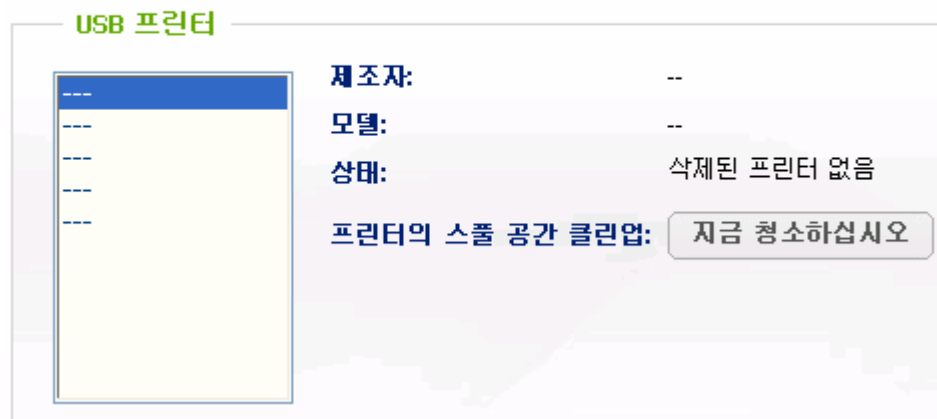 USB 프린터
---
---
---
---
---
제조자: --
모델: --
상태: 삭제된 프린터 없음
프린터의 스풀 공간 클린업: 지금 청소하십시오